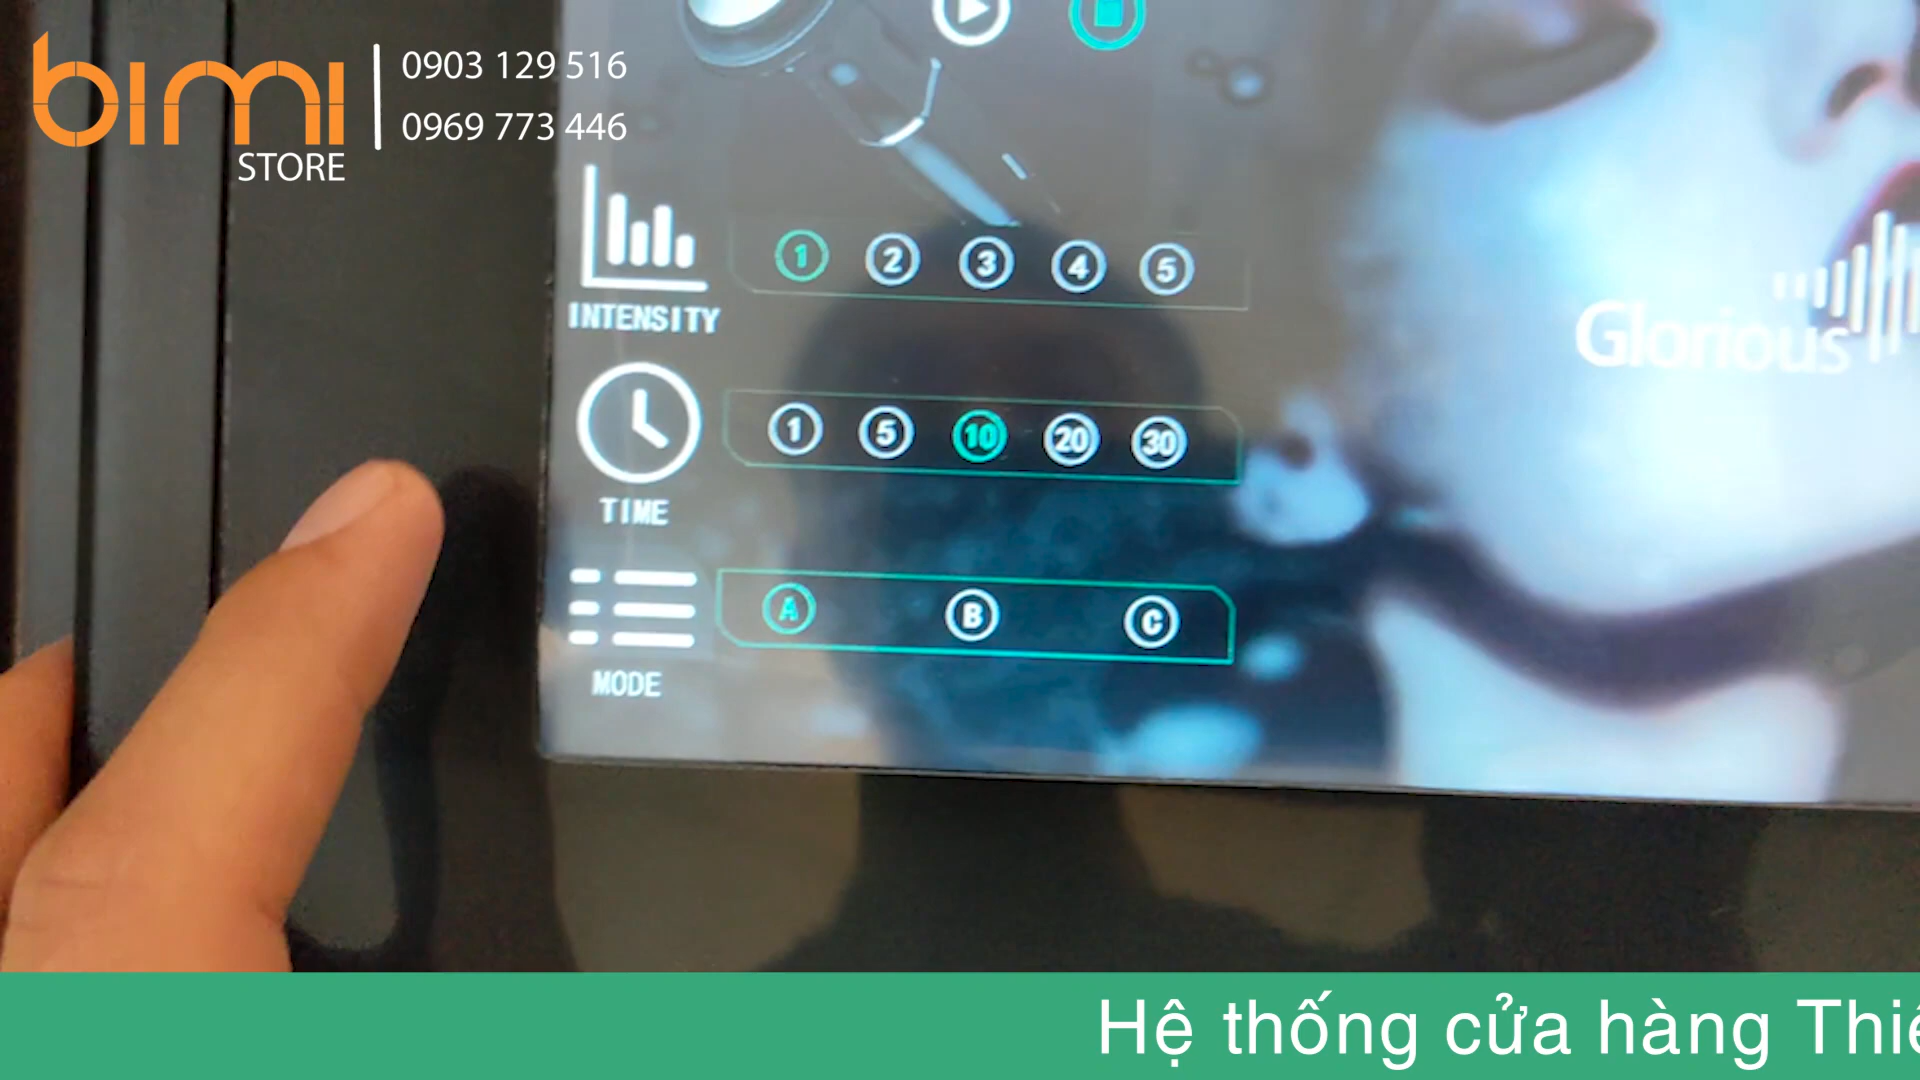 bimi
STORE
0903 129 516
0969 773 446
1 2 3 4 5
INTENSITY
Glorious
1 5 10 20 30
TIME
A B C
MODE
Hệ thống cửa hàng Thiê